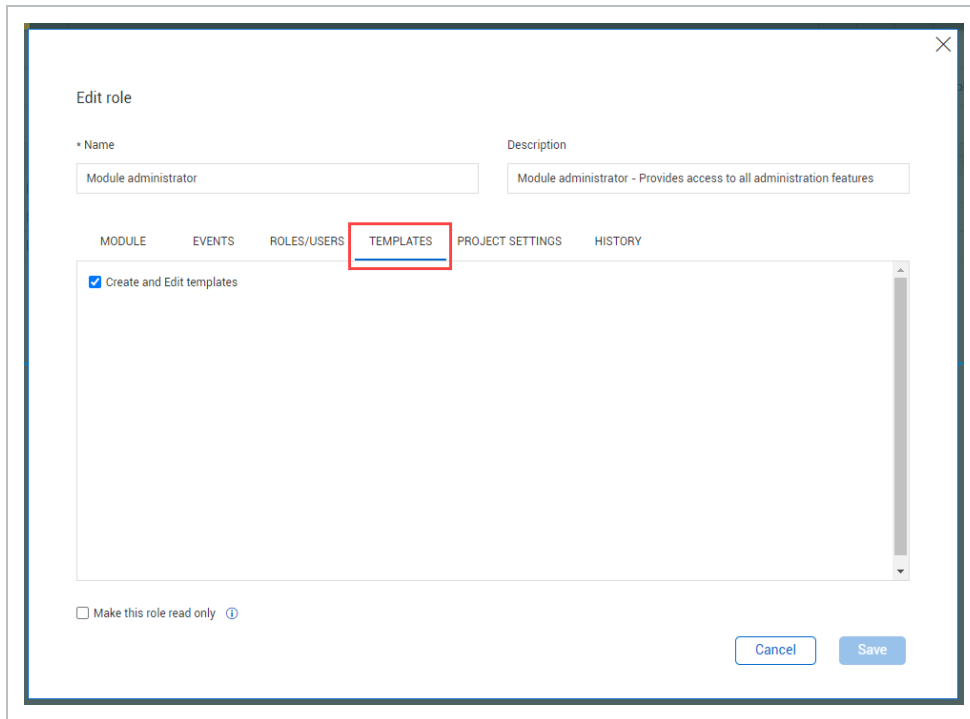 Edit role
* Name
Description
Module administrator
Module administrator - Provides access to all administration features
MODULE EVENTS ROLES/USERS TEMPLATES PROJECT SETTINGS HISTORY
Create and Edit templates
Make this role read only
Cancel Save